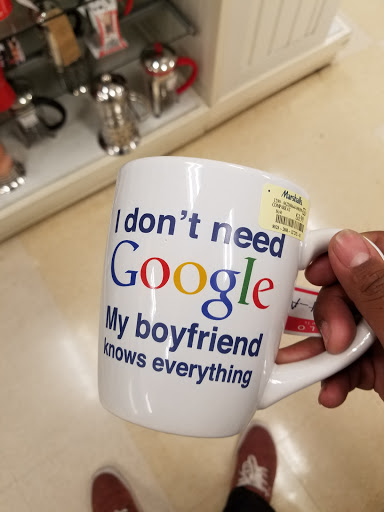 I don't need
Google
My boyfriend
knows everything
Marshalls